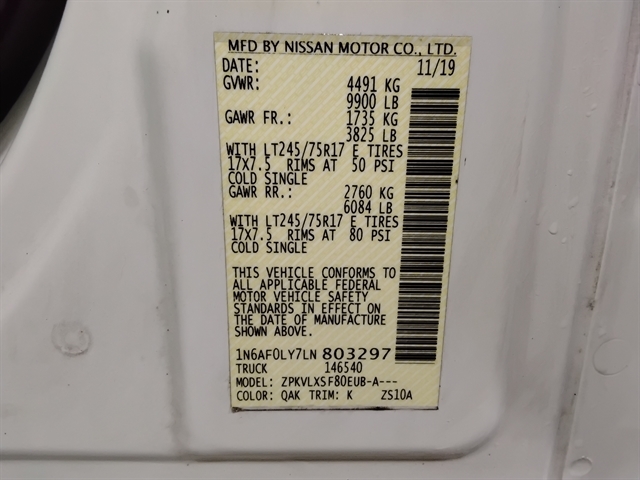 MFD BY NISSAN MOTOR CO., LTD.
DATE: 11/19
GVWR: 4491 KG
9900 LB
GAWR FR.: 1735 KG
3825 LB
WITH LT245/75R17 E TIRES
17x7.5 RIMS AT 50 PSI
COLD SINGLE
GAWR RR.: 2760 KG
6084 LB
WITH LT245/75R17 E TIRES
17x7.5 RIMS AT 80 PSI
COLD SINGLE
THIS VEHICLE CONFORMS TO
ALL APPLICABLE FEDERAL
MOTOR VEHICLE SAFETY
STANDARDS IN EFFECT ON
THE DATE OF MANUFACTURE
SHOWN ABOVE.
1N6AF0LY7LN 803297
TRUCK 146540
MODEL: ZPKVLXSF80EUB-A---
COLOR: QAK TRIM: K ZS10A